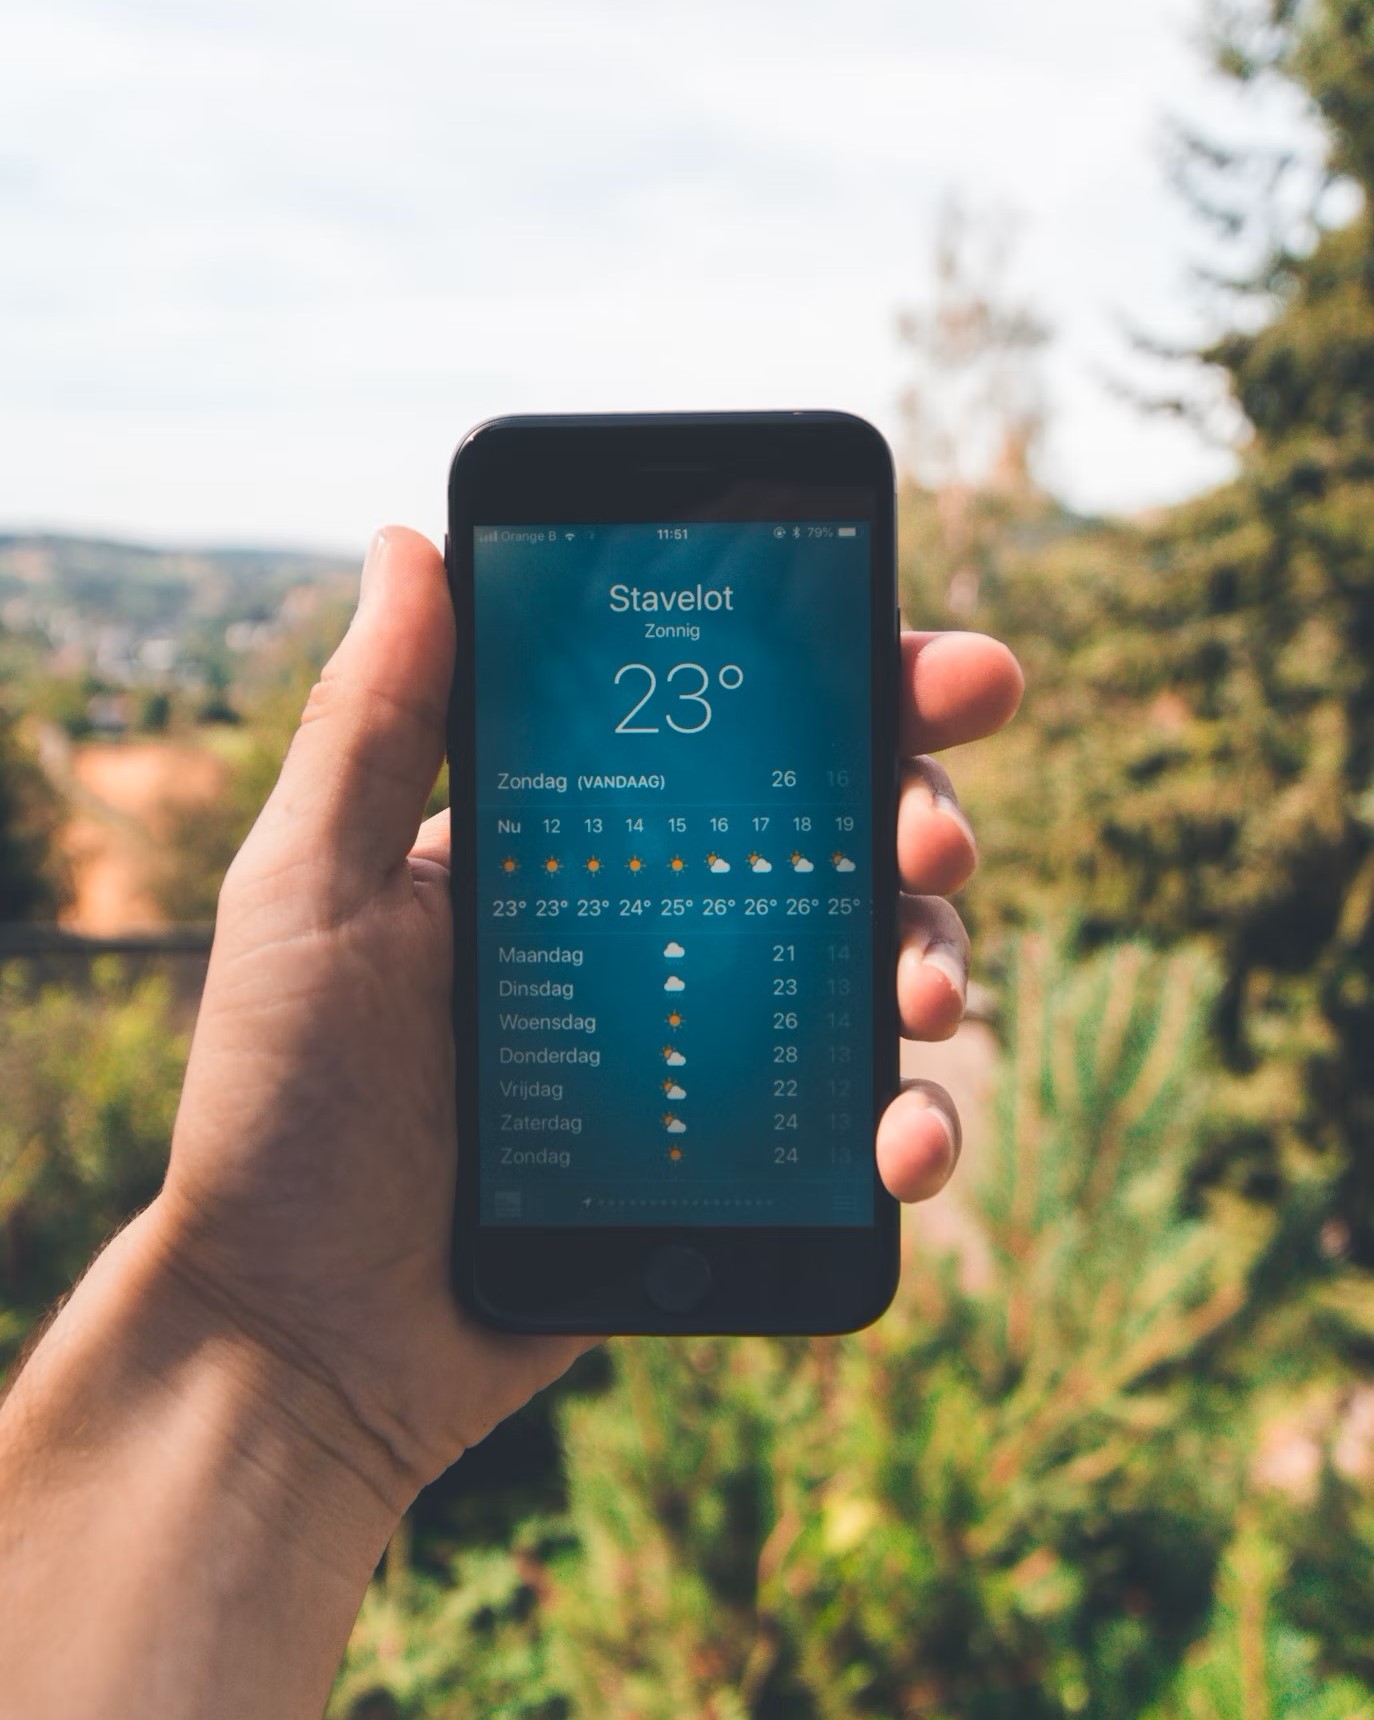 Orange B 11:51 79%
Stavelot
Zonnig
23°
Zondag (VANDAAG) 26 16
Nu 12 13 14 15 16 17 18 19
23° 23° 23° 24° 25° 26° 26° 26° 25°
Maandag 21 14
Dinsdag 23 13
Woensdag 26 14
Donderdag 28 13
Vrijdag 22 12
Zaterdag 24 13
Zondag 24 13